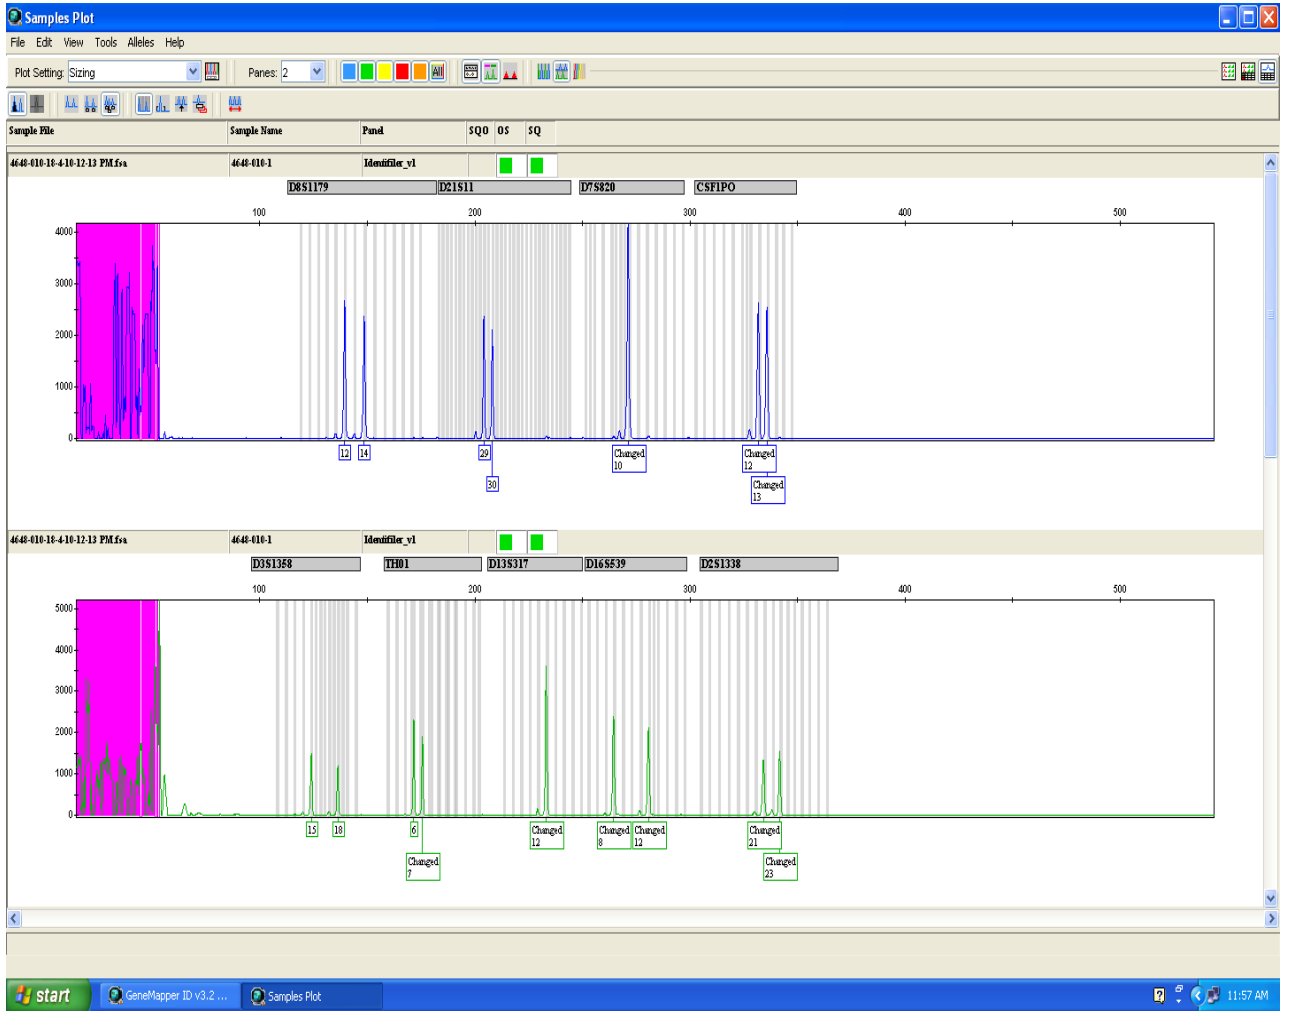 Samples Plot
File Edit View Tools Alleles Help
Plot Setting: Sizing Panes: 2 All
Sample File Sample Name Panel SQO OS SQ
4648-010-18-4-10-12-13 PM.fsa 4648-010-1 Identifiler_v1
D8S1179 D21S11 D7S820 CSF1PO
100 200 300 400 500
4000
3000
2000
1000
0
12 14 29 Changed 10 Changed 12
30 Changed 13
4648-010-18-4-10-12-13 PM.fsa 4648-010-1 Identifiler_v1
D3S1358 TH01 D13S317 D16S539 D2S1338
100 200 300 400 500
5000
4000
3000
2000
1000
0
15 18 6 Changed 12 Changed 8 Changed 12 Changed 21
Changed 7 Changed 23
start GeneMapper ID v3.2 ... Samples Plot 11:57 AM